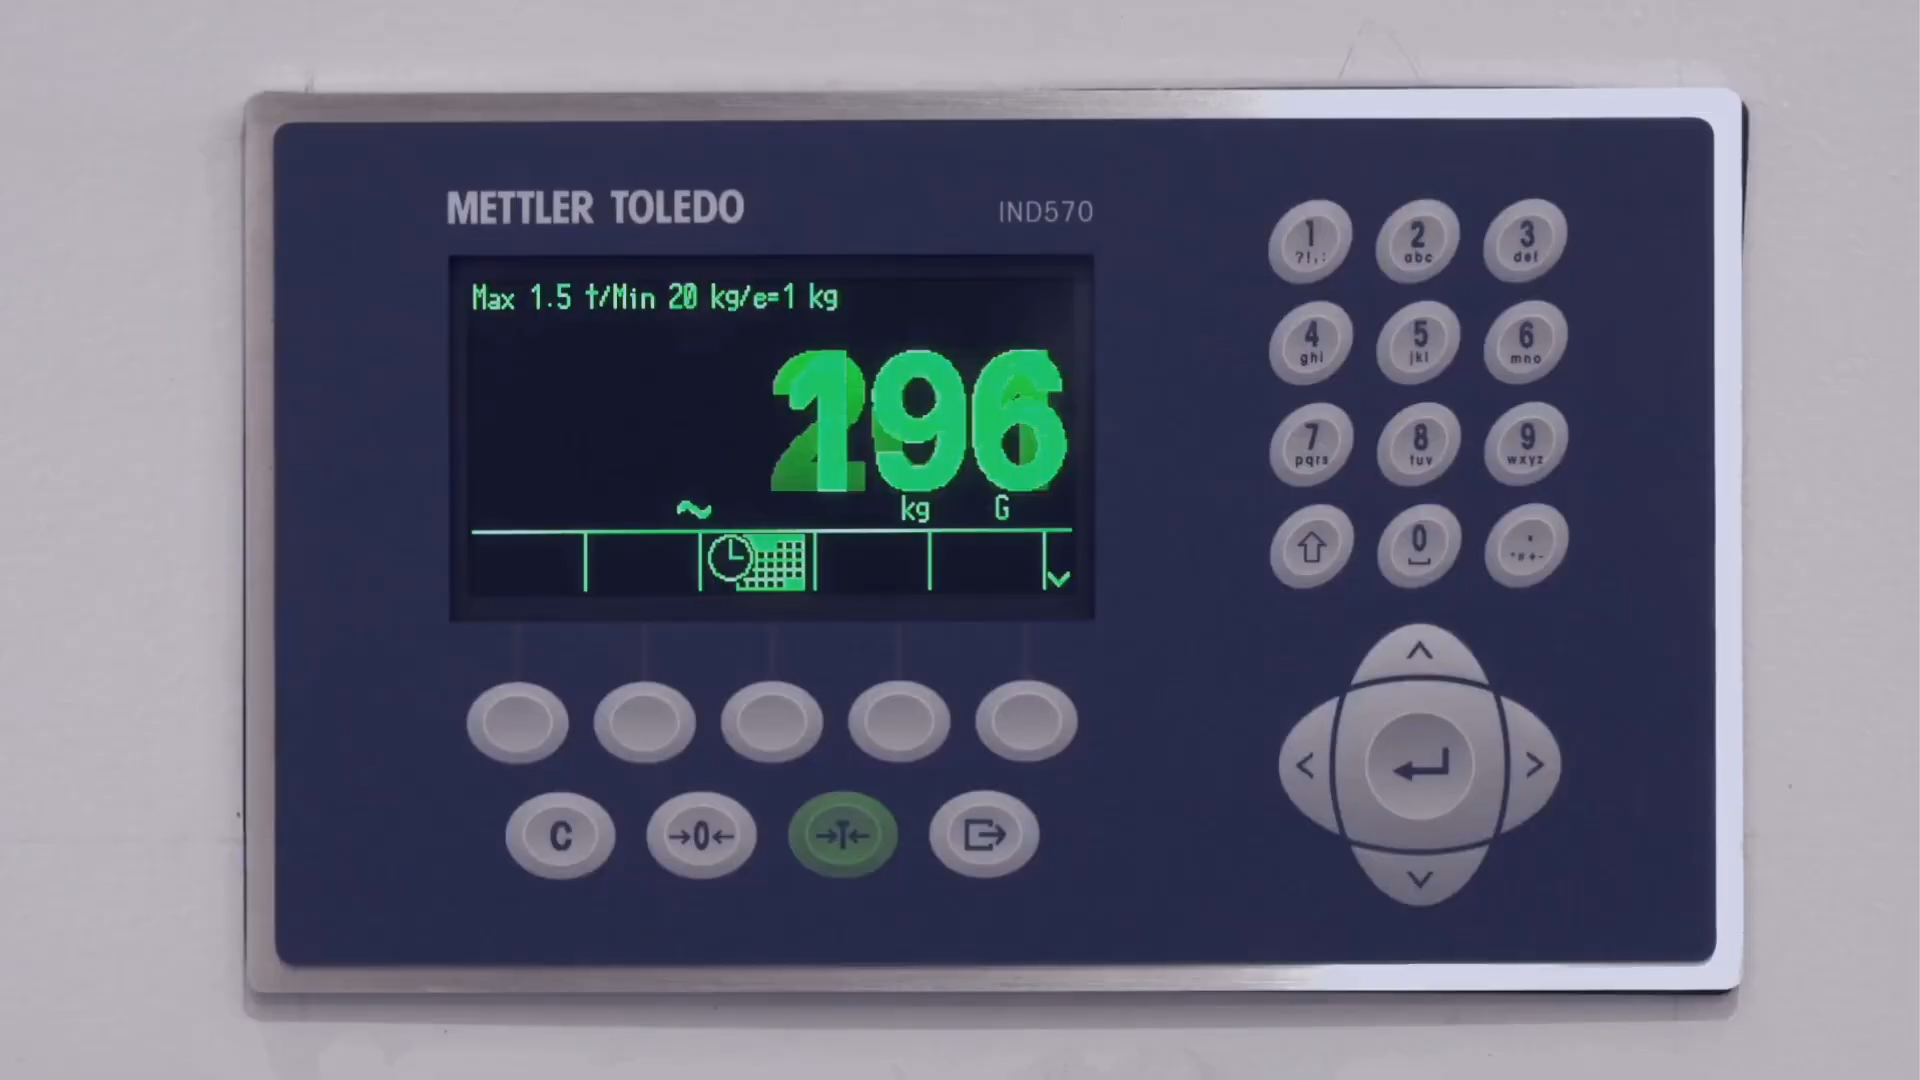 METTLER TOLEDO
IND570
Max 1.5 t/Min 20 kg/e=1 kg
196
~ kg G
1 2 3
?!,: abc def
4 5 6
ghi jkl mno
7 8 9
pqrs tuv wxyz
0 .
*#+-
C →0← →T←